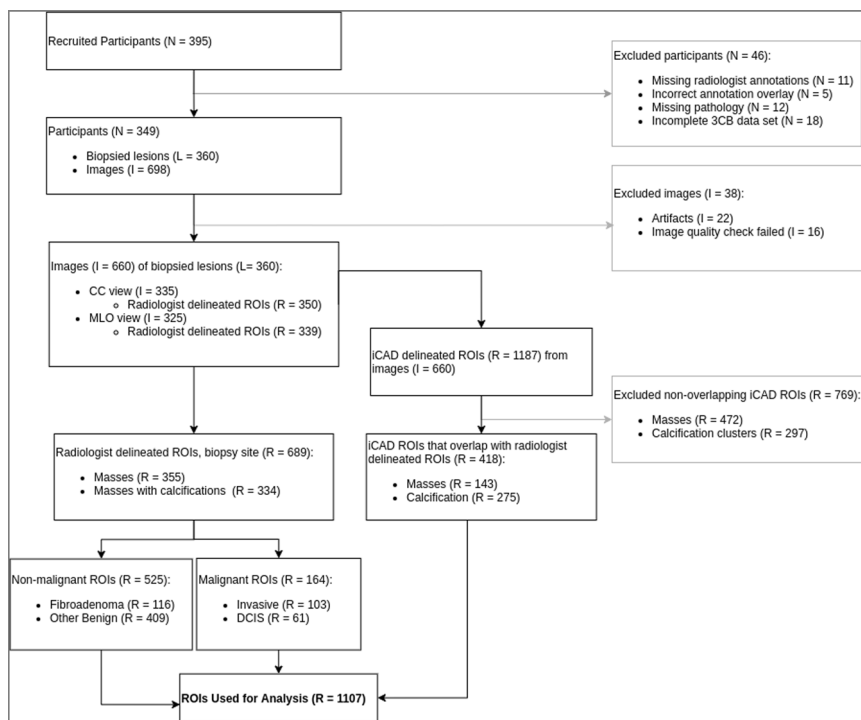 Recruited Participants (N = 395)
Excluded participants (N = 46):
Missing radiologist annotations (N = 11)
Incorrect annotation overlay (N = 5)
Missing pathology (N = 12)
Incomplete 3CB data set (N = 18)
Participants (N = 349)
Biopsied lesions (L = 360)
Images (I = 698)
Excluded images (I = 38):
Artifacts (I = 22)
Image quality check failed (I = 16)
Images (I = 660) of biopsied lesions (L= 360):
CC view (I = 335)
Radiologist delineated ROIs (R = 350)
MLO view (I = 325)
Radiologist delineated ROIs (R = 339)
iCAD delineated ROIs (R = 1187) from
images (I = 660)
Excluded non-overlapping iCAD ROIs (R = 769):
Masses (R = 472)
Calcification clusters (R = 297)
Radiologist delineated ROIs, biopsy site (R = 689):
Masses (R = 355)
Masses with calcifications (R = 334)
iCAD ROIs that overlap with radiologist
delineated ROIs (R = 418):
Masses (R = 143)
Calcification (R = 275)
Non-malignant ROIs (R = 525):
Fibroadenoma (R = 116)
Other Benign (R = 409)
Malignant ROIs (R = 164):
Invasive (R = 103)
DCIS (R = 61)
ROIs Used for Analysis (R = 1107)